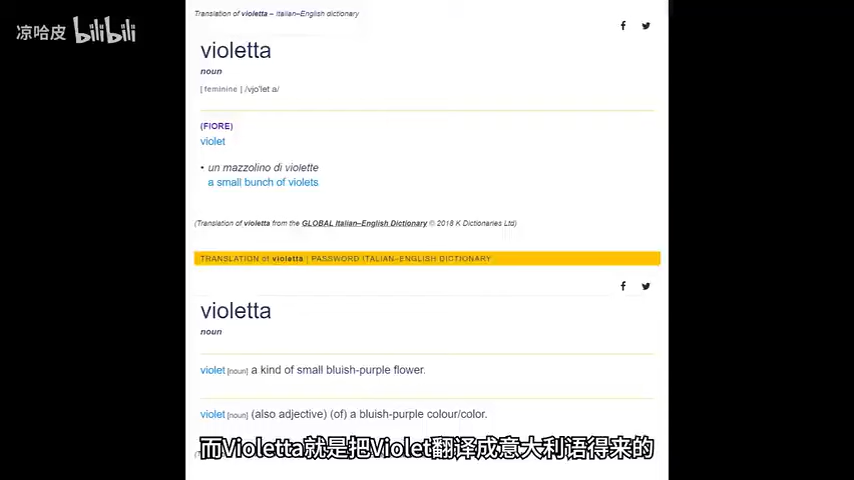 Translation of violetta – Italian–English dictionary
凉哈皮 bilibili
violetta
noun
[feminine] /vjoˈlet a/
(FIORE)
violet
• un mazzolino di violette
a small bunch of violets
(Translation of violetta from the GLOBAL Italian–English Dictionary © 2018 K Dictionaries Ltd)
TRANSLATION of violetta | PASSWORD ITALIAN–ENGLISH DICTIONARY
violetta
noun
violet [noun] a kind of small bluish-purple flower.
violet [noun] (also adjective) (of) a bluish-purple colour/color.
而Violetta就是把Violet翻译成意大利语得来的